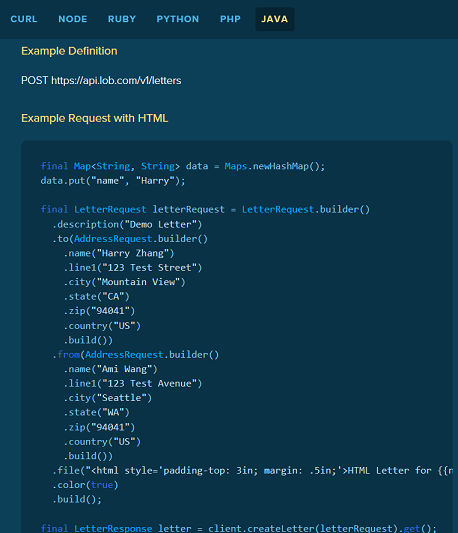 CURL NODE RUBY PYTHON PHP JAVA
Example Definition
POST https://api.lob.com/v1/letters
Example Request with HTML
final Map<String, String> data = Maps.newHashMap();
data.put("name", "Harry");
final LetterRequest letterRequest = LetterRequest.builder()
.description("Demo Letter")
.to(AddressRequest.builder()
.name("Harry Zhang")
.line1("123 Test Street")
.city("Mountain View")
.state("CA")
.zip("94041")
.country("US")
.build())
.from(AddressRequest.builder()
.name("Ami Wang")
.line1("123 Test Avenue")
.city("Seattle")
.state("WA")
.zip("94041")
.country("US")
.build())
.file("<html style='padding-top: 3in; margin: .5in;'>HTML Letter for {{n
.color(true)
.build();
final LetterResponse letter = client.createLetter(letterRequest).get();